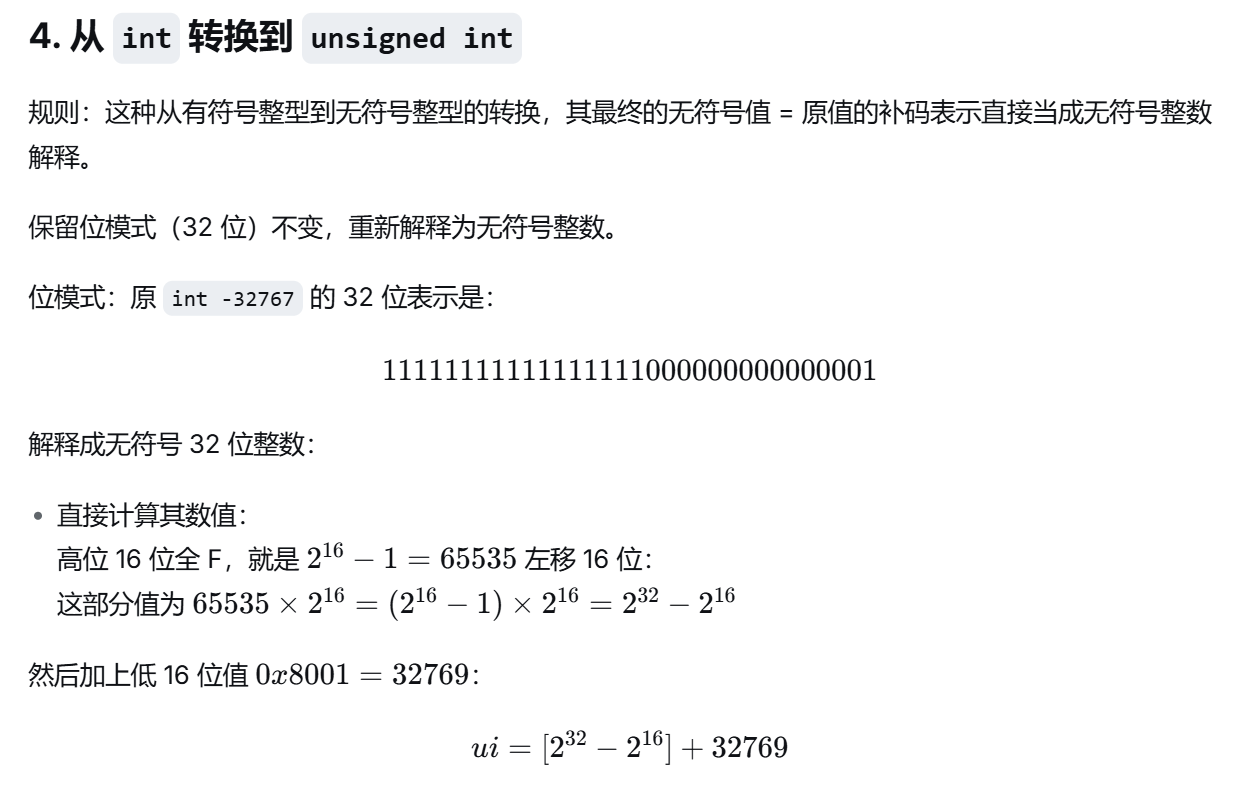 4. 从 int 转换到 unsigned int
规则：这种从有符号整型到无符号整型的转换，其最终的无符号值 = 原值的补码表示直接当成无符号整数
解释。
保留位模式（32 位）不变，重新解释为无符号整数。
位模式：原 int -32767 的 32 位表示是：
11111111111111111000000000000001
解释成无符号 32 位整数：
• 直接计算其数值：
高位 16 位全 F，就是 2^16 − 1 = 65535 左移 16 位：
这部分值为 65535 × 2^16 = (2^16 − 1) × 2^16 = 2^32 − 2^16
然后加上低 16 位值 0x8001 = 32769：
ui = [2^32 − 2^16] + 32769